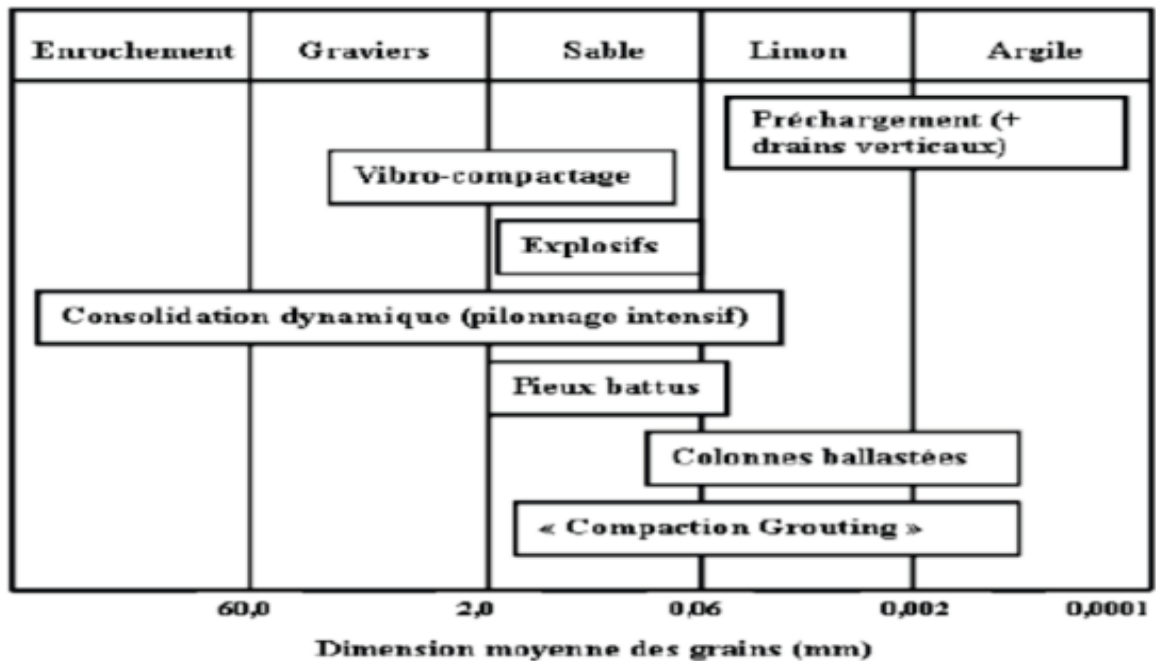 Enrochement Graviers Sable Limon Argile
Préchargement (+
drains verticaux)
Vibro-compactage
Explosifs
Consolidation dynamique (pilonnage intensif)
Pieux battus
Colonnes ballastées
« Compaction Grouting »
60,0 2,0 0,06 0,002 0,0001
Dimension moyenne des grains (mm)